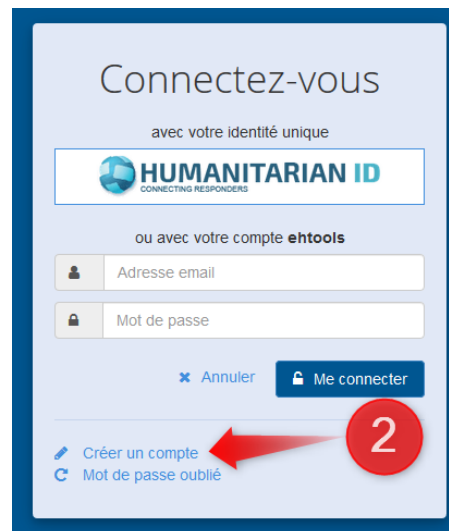 Connectez-vous
avec votre identité unique
HUMANITARIAN ID
CONNECTING RESPONDERS
ou avec votre compte ehtools
Adresse email
Mot de passe
Annuler
Me connecter
2
Créer un compte
Mot de passe oublié